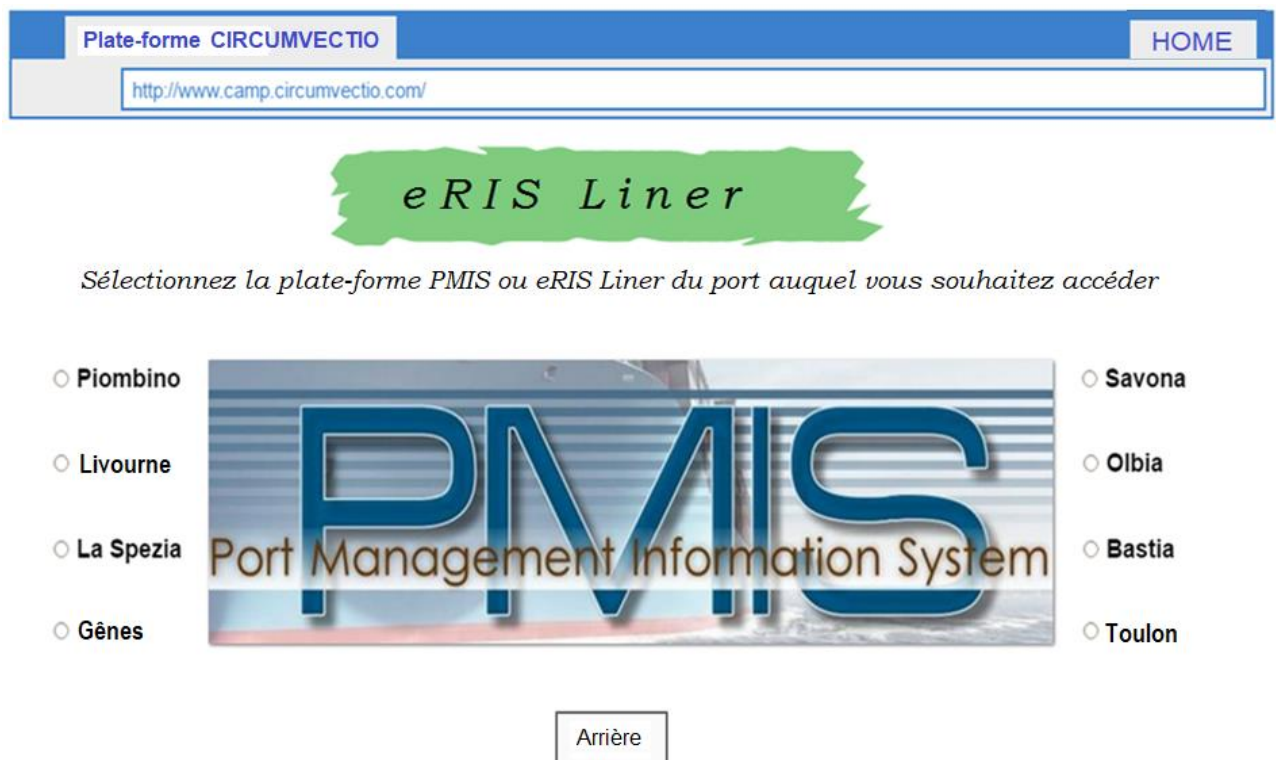 Plate-forme CIRCUMVECTIO
HOME
http://www.camp.circumvectio.com/
eRIS Liner
Sélectionnez la plate-forme PMIS ou eRIS Liner du port auquel vous souhaitez accéder
Piombino
Livourne
La Spezia
Gênes
PMIS
Port Management Information System
Savona
Olbia
Bastia
Toulon
Arrière